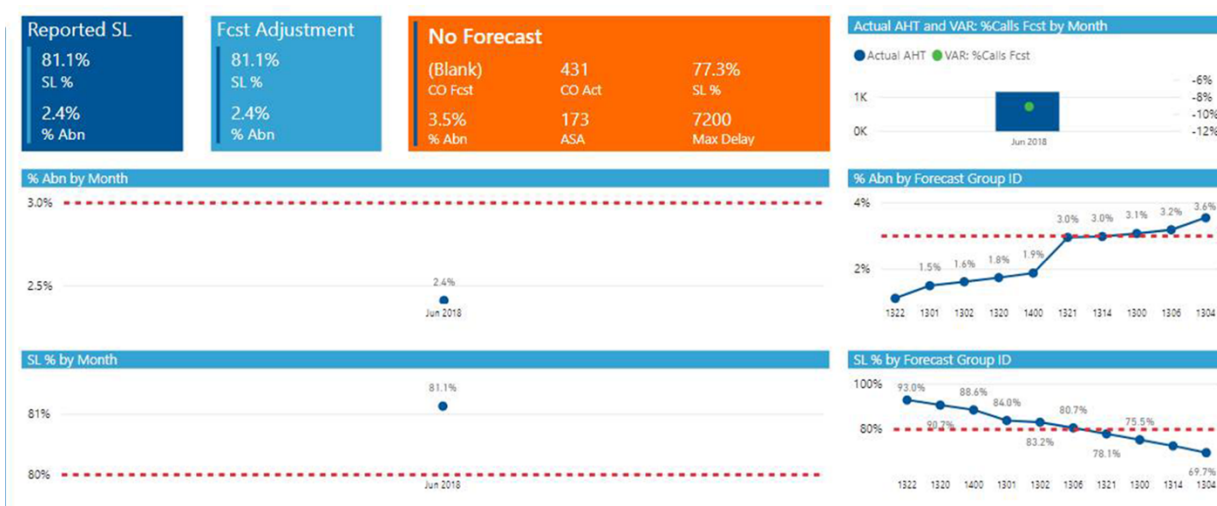 Reported SL
81.1%
SL %
2.4%
% Abn
Fcst Adjustment
81.1%
SL %
2.4%
% Abn
No Forecast
(Blank) 431 77.3%
CO Fcst CO Act SL %
3.5% 173 7200
% Abn ASA Max Delay
Actual AHT and VAR: %Calls Fcst by Month
Actual AHT VAR: %Calls Fcst
-6%
1K -8%
-10%
0K -12%
Jun 2018
% Abn by Month
3.0%
2.5%
2.4%
Jun 2018
% Abn by Forecast Group ID
4%
2%
1.5% 1.6% 1.8% 1.9% 3.0% 3.0% 3.1% 3.2% 3.6%
1322 1301 1302 1320 1400 1321 1314 1300 1306 1304
SL % by Month
81.1%
81%
80%
Jun 2018
SL % by Forecast Group ID
100%
80%
93.0% 90.7% 88.6% 84.0% 83.2% 80.7% 78.1% 75.5% 69.7%
1322 1320 1400 1301 1302 1306 1321 1300 1314 1304